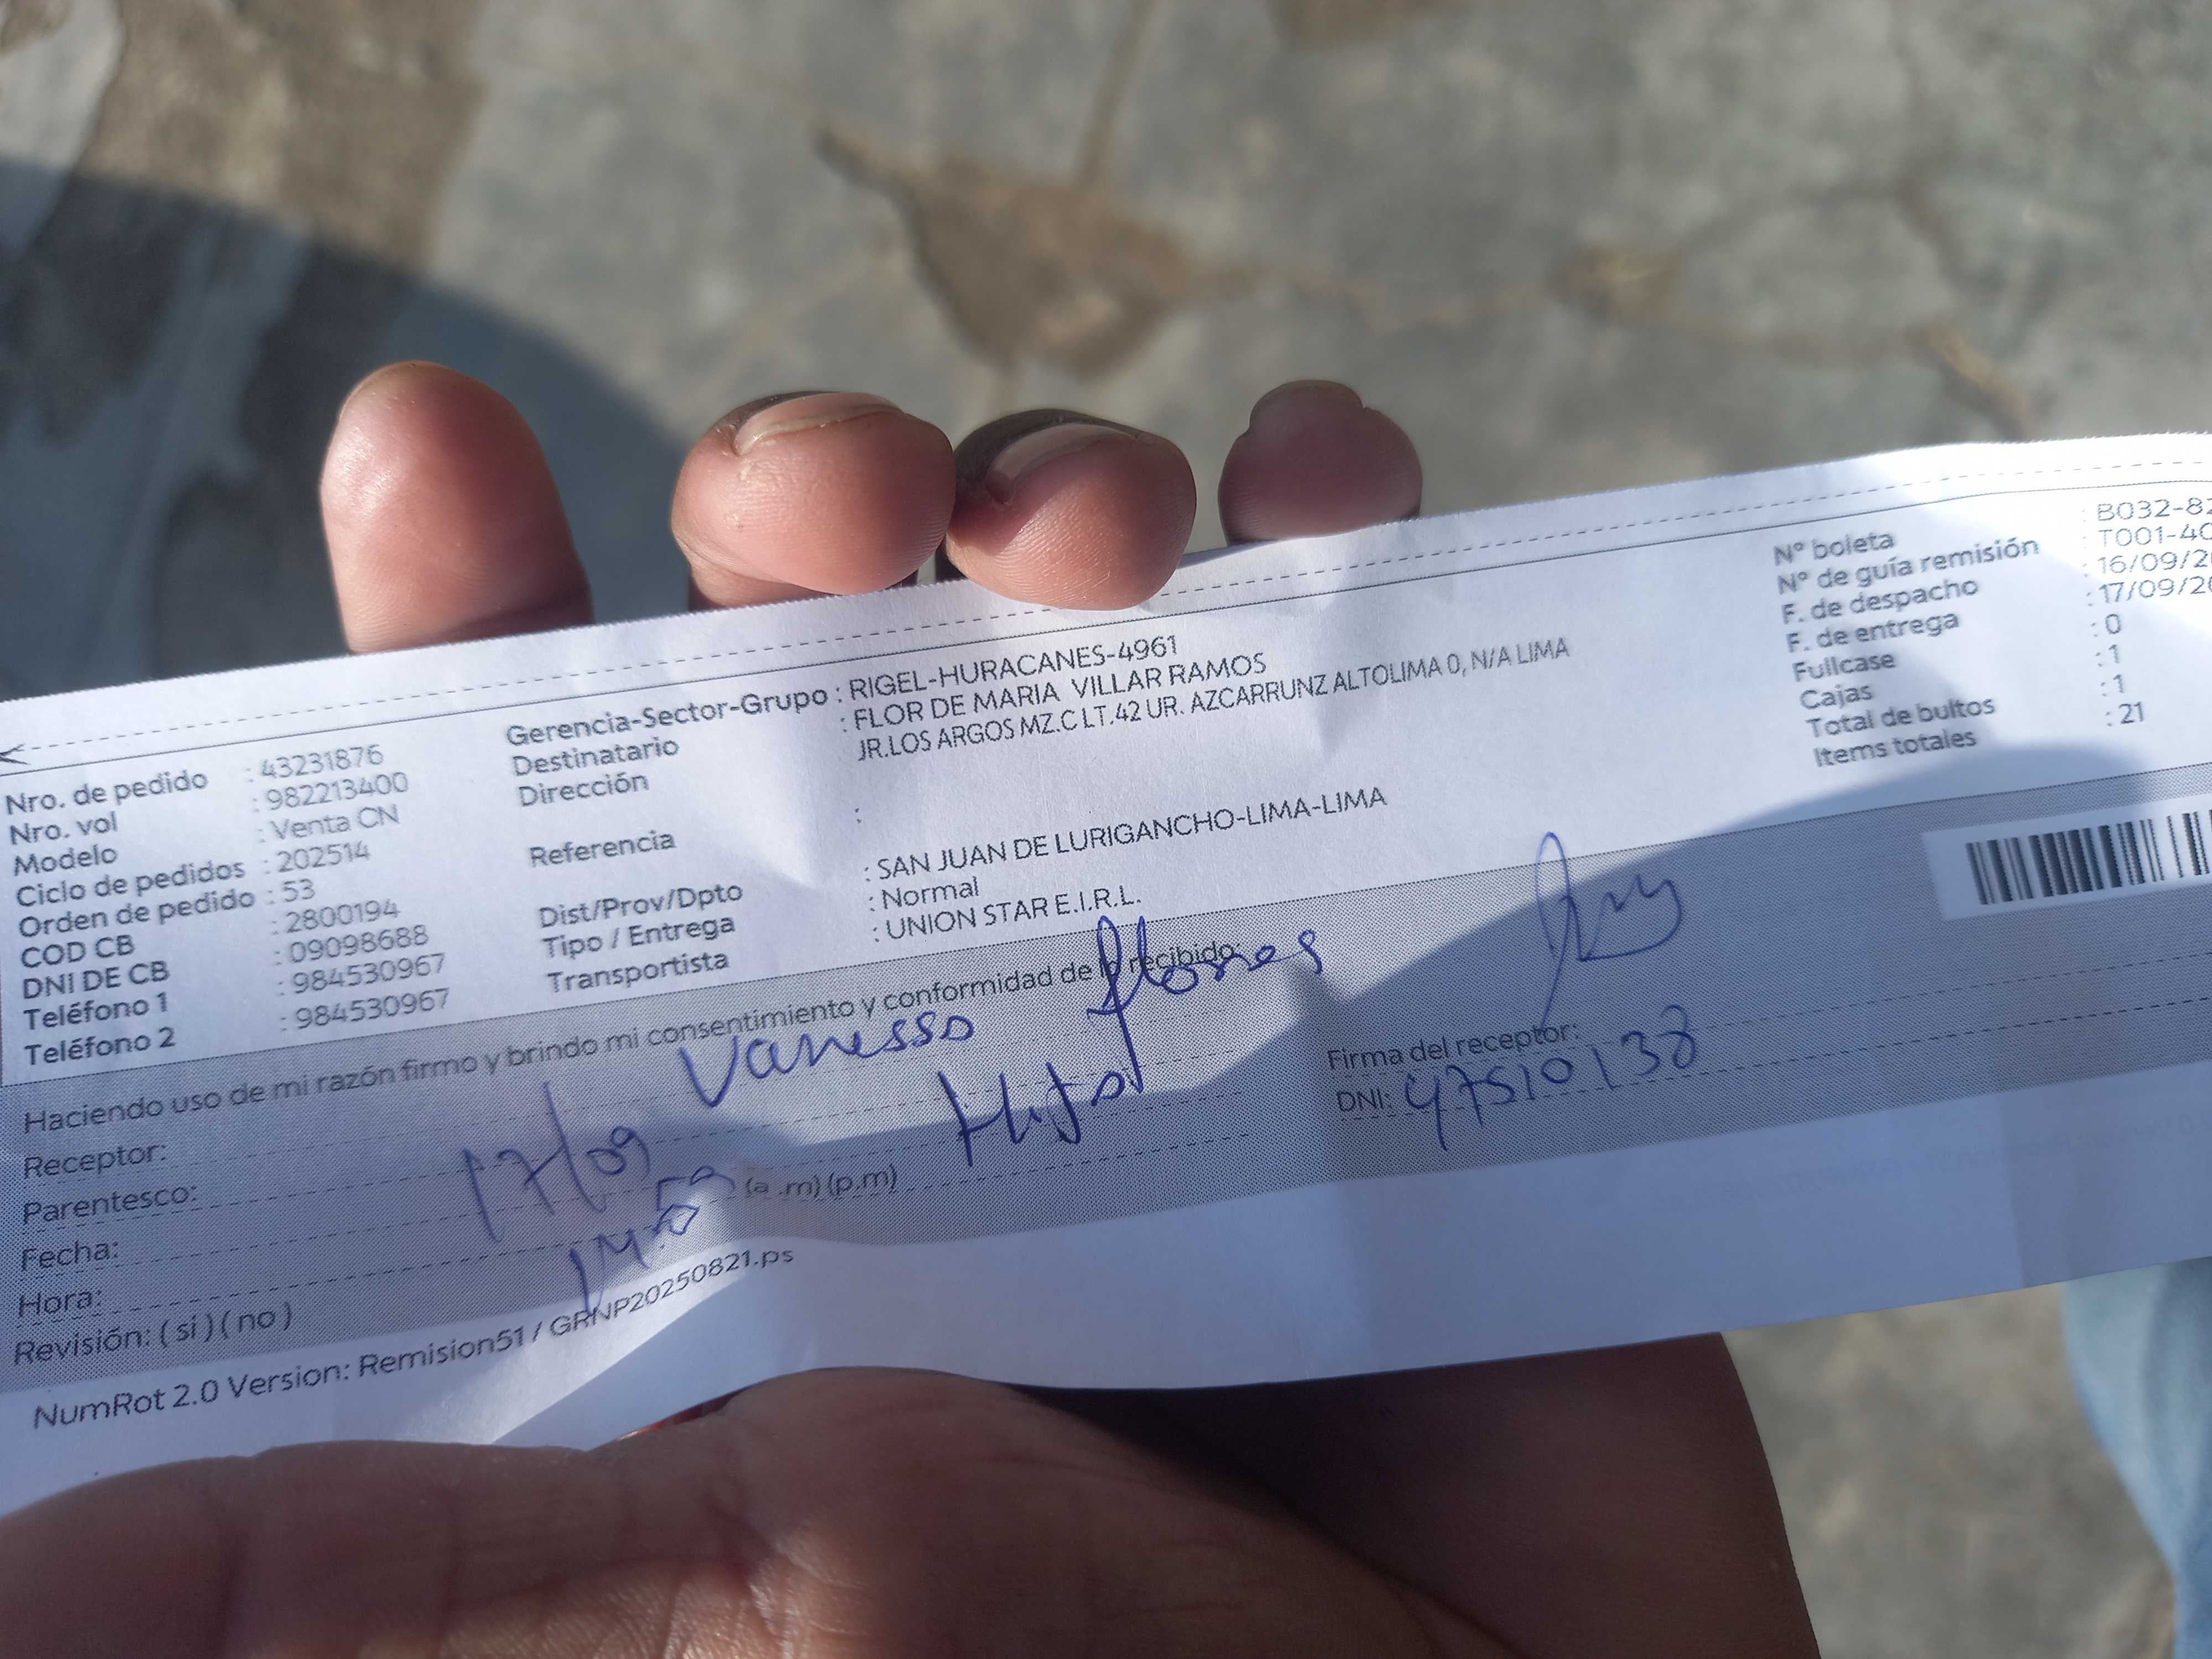 Nro. de pedido : 43231876
Nro. vol : 982213400
Modelo : Venta CN
Ciclo de pedidos : 202514
Orden de pedido : 53
COD CB : 2800194
DNI DE CB : 09098688
Teléfono 1 : 984530967
Teléfono 2 : 984530967
Gerencia-Sector-Grupo : RIGEL-HURACANES-4961
Destinatario : FLOR DE MARIA VILLAR RAMOS
Dirección : JR.LOS ARGOS MZ.C LT.42 UR. AZCARRUNZ ALTOLIMA 0, N/A LIMA
Referencia :
Dist/Prov/Dpto : SAN JUAN DE LURIGANCHO-LIMA-LIMA
Tipo / Entrega : Normal
Transportista : UNION STAR E.I.R.L.
N° boleta : B032-82
N° de guía remisión : T001-40
F. de despacho : 16/09/20
F. de entrega : 17/09/20
Fullcase : 0
Cajas : 1
Total de bultos : 1
Items totales : 21
Haciendo uso de mi razón firmo y brindo mi consentimiento y conformidad de lo recibido:
Receptor: Vanessa flores
Parentesco: Hija
Fecha: 17/09
Hora: (a .m) (p.m)
Revisión: ( si ) ( no )
Firma del receptor:
DNI: 47510138
NumRot 2.0 Version: Remision51 / GRNP20250821.ps